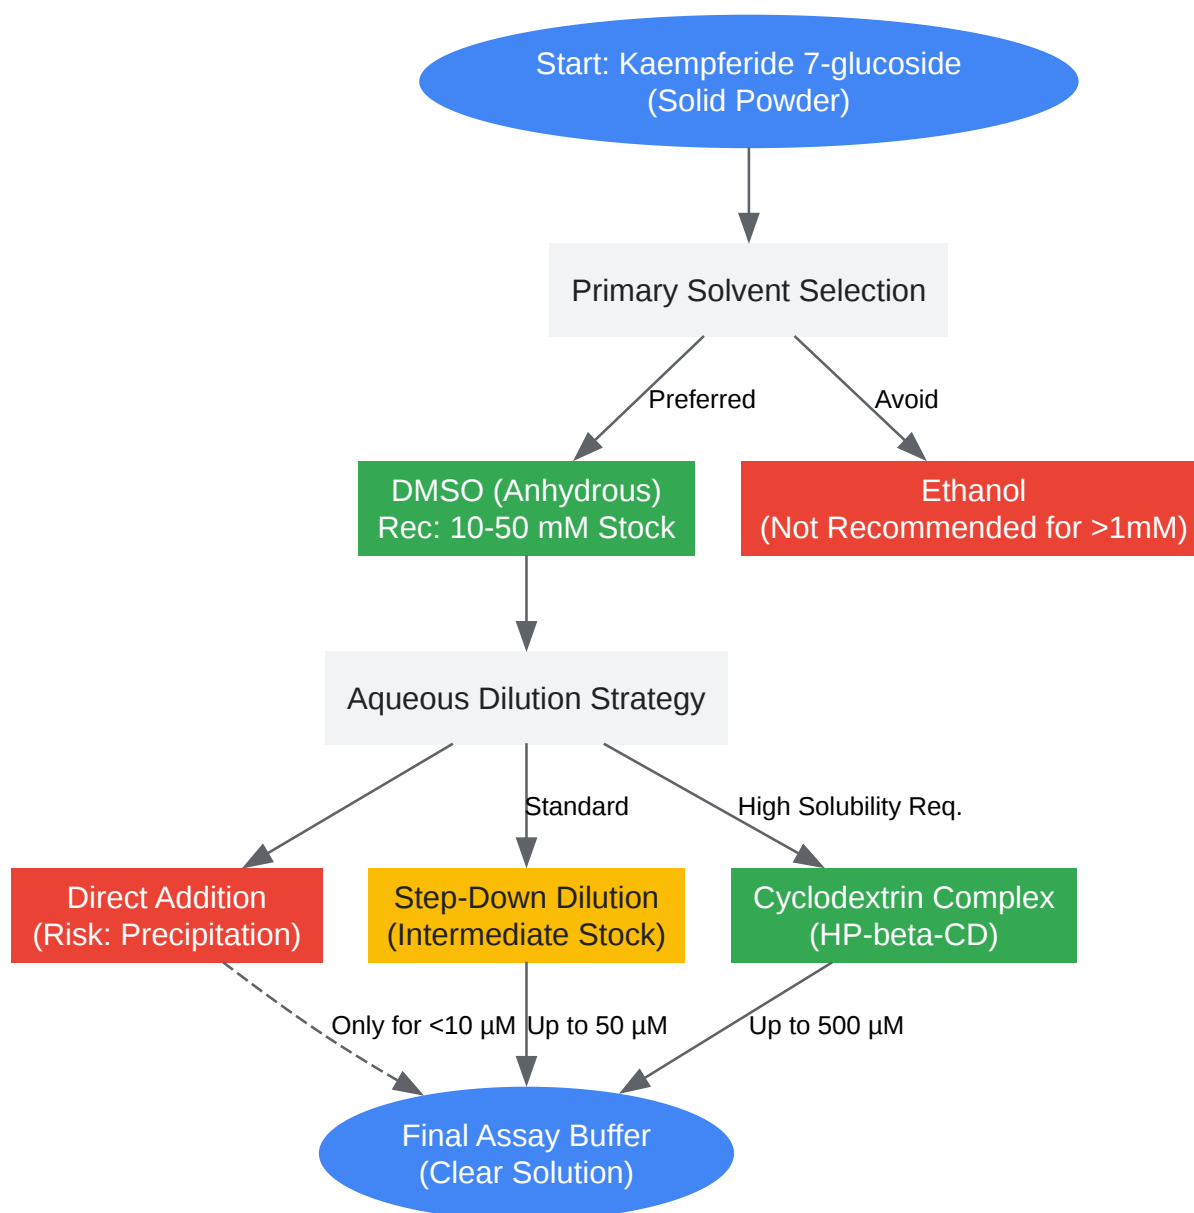 Start: Kaempferide 7-glucoside
(Solid Powder)
Primary Solvent Selection
Preferred
Avoid
DMSO (Anhydrous)
Rec: 10-50 mM Stock
Ethanol
(Not Recommended for >1mM)
Aqueous Dilution Strategy
Standard
High Solubility Req.
Direct Addition
(Risk: Precipitation)
Step-Down Dilution
(Intermediate Stock)
Cyclodextrin Complex
(HP-beta-CD)
Only for <10 µM
Up to 50 µM
Up to 500 µM
Final Assay Buffer
(Clear Solution)